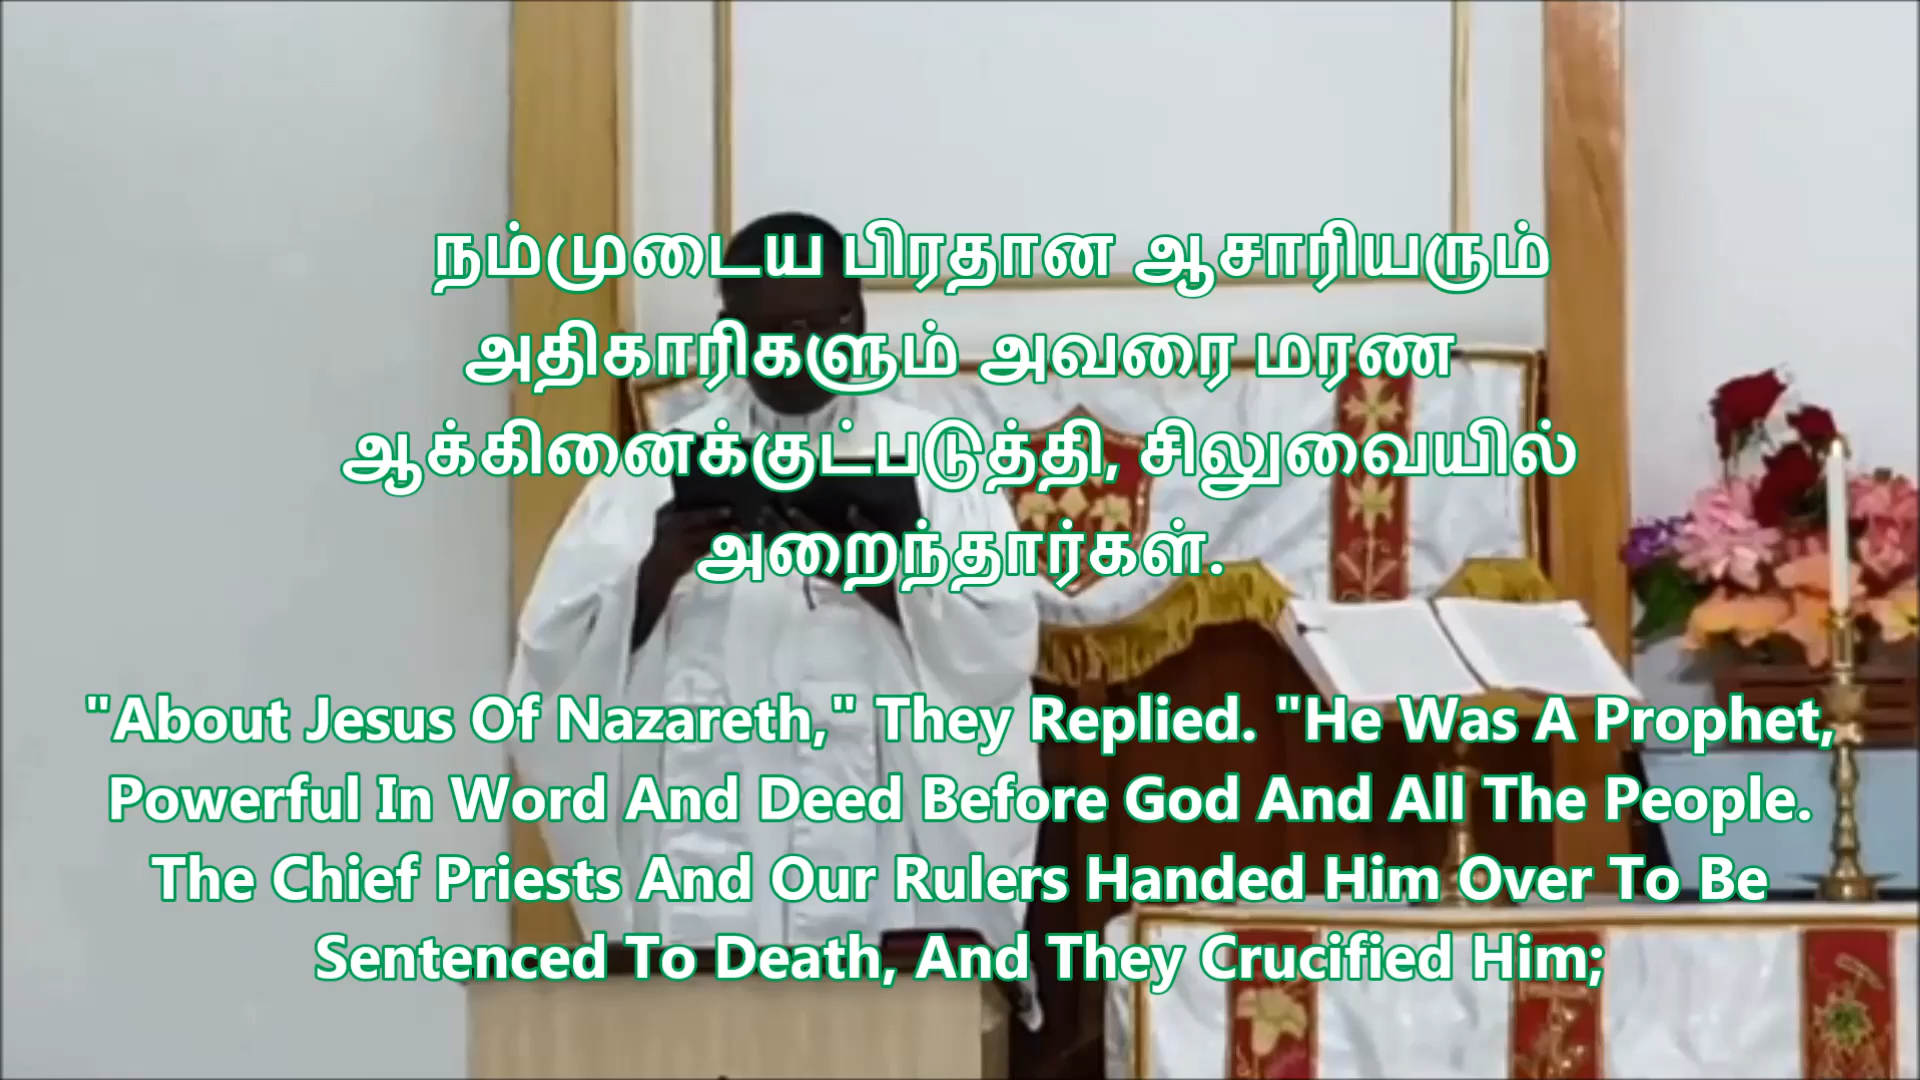 நம்முடைய பிரதான ஆசாரியரும்
அதிகாரிகளும் அவரை மரண
ஆக்கினைக்குட்படுத்தி, சிலுவையில்
அறைந்தார்கள்.
"About Jesus Of Nazareth," They Replied. "He Was A Prophet,
Powerful In Word And Deed Before God And All The People.
The Chief Priests And Our Rulers Handed Him Over To Be
Sentenced To Death, And They Crucified Him;